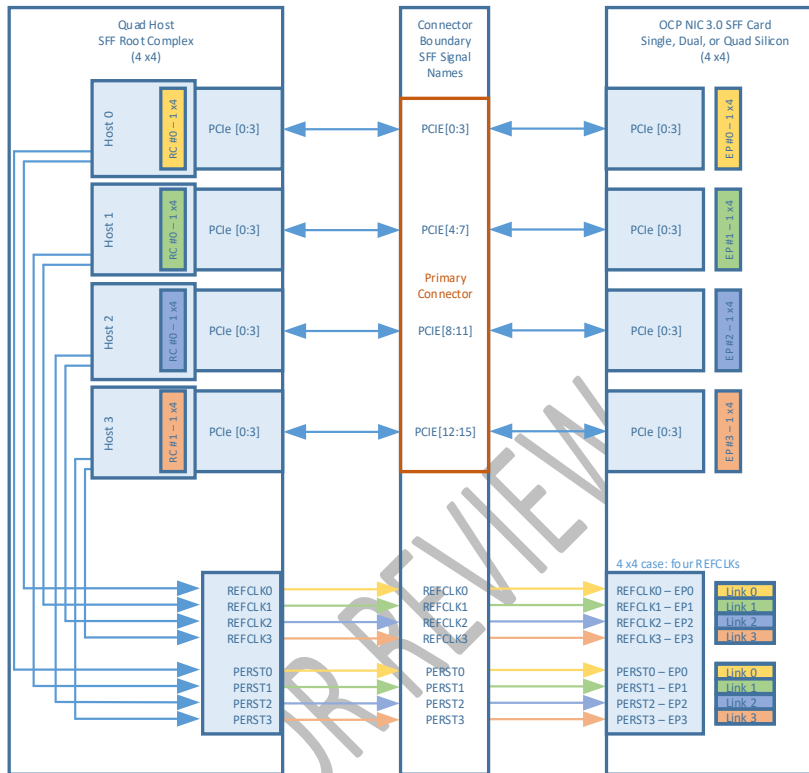 Quad Host
SFF Root Complex
(4 x4)
Connector
Boundary
SFF Signal
Names
OCP NIC 3.0 SFF Card
Single, Dual, or Quad Silicon
(4 x4)
Host 0
RC #0 – 1 x4
PCIe [0:3]
PCIE[0:3]
PCIe [0:3]
EP #0 – 1 x4
Host 1
RC #0 – 1 x4
PCIe [0:3]
PCIE[4:7]
PCIe [0:3]
EP #1 – 1 x4
Primary
Connector
Host 2
RC #0 – 1 x4
PCIe [0:3]
PCIE[8:11]
PCIe [0:3]
EP #2 – 1 x4
Host 3
RC #1 – 1 x4
PCIe [0:3]
PCIE[12:15]
PCIe [0:3]
EP #3 – 1 x4
4 x4 case: four REFCLKs
REFCLK0
REFCLK0
REFCLK0 – EP0
Link 0
REFCLK1
REFCLK1
REFCLK1 – EP1
Link 1
REFCLK2
REFCLK2
REFCLK2 – EP2
Link 2
REFCLK3
REFCLK3
REFCLK3 – EP3
Link 3
PERST0
PERST0
PERST0 – EP0
Link 0
PERST1
PERST1
PERST1 – EP1
Link 1
PERST2
PERST2
PERST2 – EP2
Link 2
PERST3
PERST3
PERST3 – EP3
Link 3
OR REVIEW